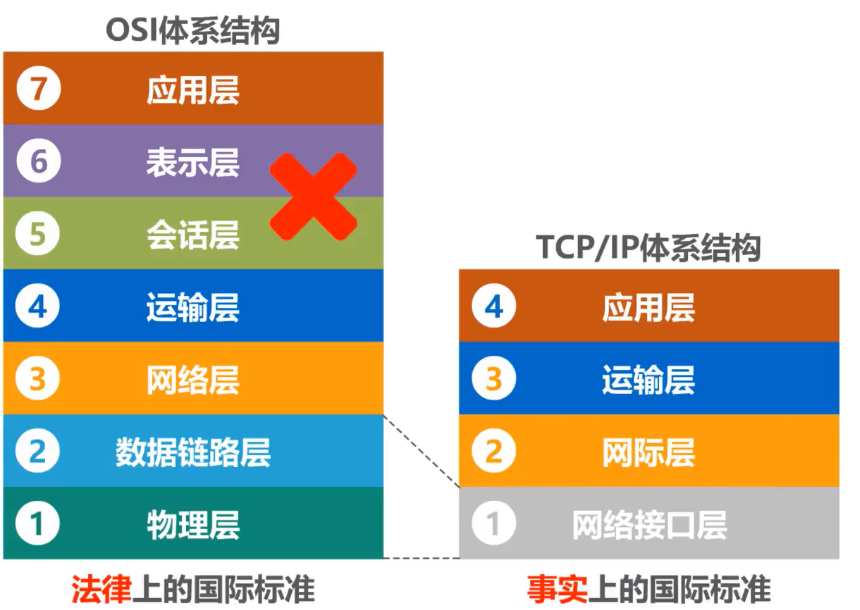 OSI体系结构
7 应用层
6 表示层
5 会话层
4 运输层
3 网络层
2 数据链路层
1 物理层
法律上的国际标准
TCP/IP体系结构
4 应用层
3 运输层
2 网际层
1 网络接口层
事实上的国际标准